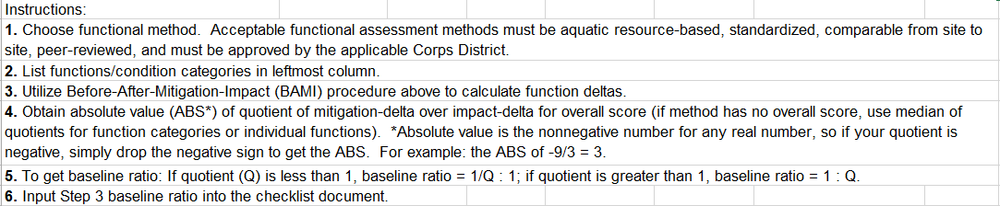 Instructions:
1. Choose functional method.  Acceptable functional assessment methods must be aquatic resource-based, standardized, comparable from site to
site, peer-reviewed, and must be approved by the applicable Corps District.
2. List functions/condition categories in leftmost column.
3. Utilize Before-After-Mitigation-Impact (BAMI) procedure above to calculate function deltas.
4. Obtain absolute value (ABS*) of quotient of mitigation-delta over impact-delta for overall score (if method has no overall score, use median of
quotients for function categories or individual functions).  *Absolute value is the nonnegative number for any real number, so if your quotient is
negative, simply drop the negative sign to get the ABS.  For example: the ABS of -9/3 = 3.
5. To get baseline ratio: If quotient (Q) is less than 1, baseline ratio = 1/Q : 1; if quotient is greater than 1, baseline ratio = 1 : Q.
6. Input Step 3 baseline ratio into the checklist document.